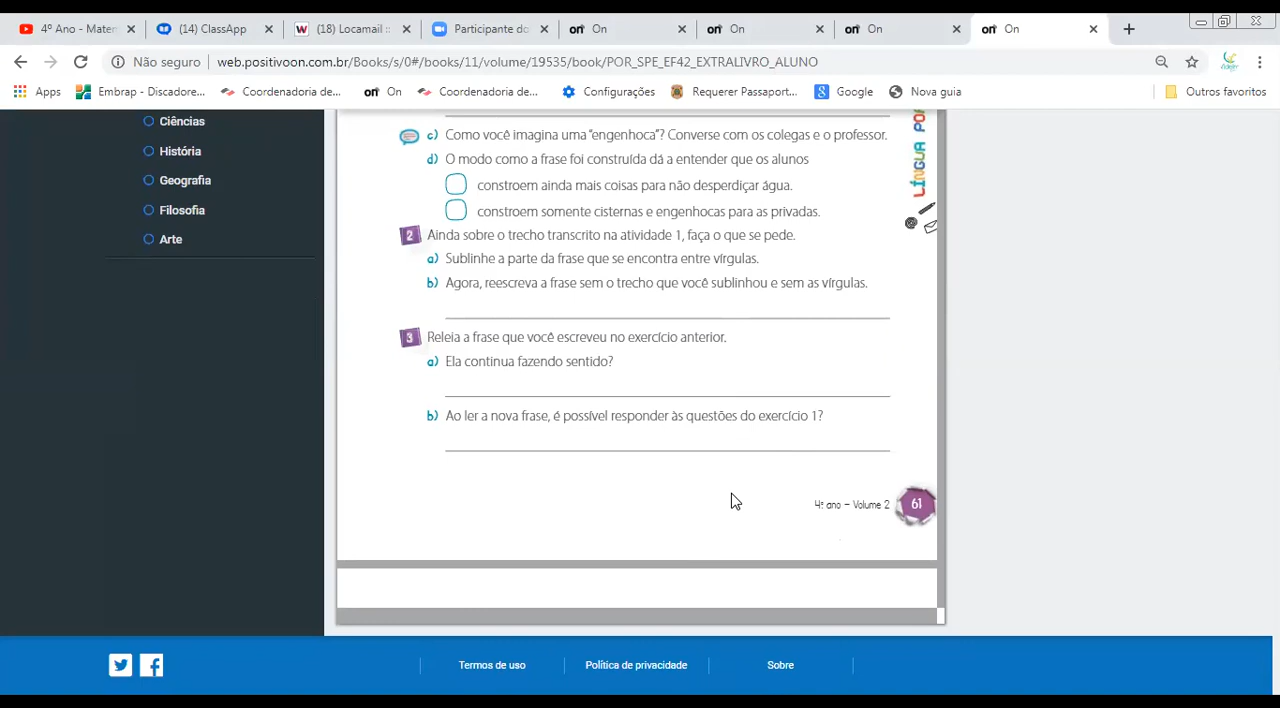 4º Ano - Matem
(14) ClassApp
(18) Locamail ::
Participante do
On
On
On
On
Não seguro
web.positivoon.com.br/Books/s/0#/books/11/volume/19535/book/POR_SPE_EF42_EXTRALIVRO_ALUNO
Apps
Embrap - Discadore...
Coordenadoria de...
On
Coordenadoria de...
Configurações
Requerer Passaport...
Google
Nova guia
Outros favoritos
Ciências
História
Geografia
Filosofia
Arte
LÍNGUA POR
c) Como você imagina uma “engenhoca”? Converse com os colegas e o professor.
d) O modo como a frase foi construída dá a entender que os alunos
constroem ainda mais coisas para não desperdiçar água.
constroem somente cisternas e engenhocas para as privadas.
2 Ainda sobre o trecho transcrito na atividade 1, faça o que se pede.
a) Sublinhe a parte da frase que se encontra entre vírgulas.
b) Agora, reescreva a frase sem o trecho que você sublinhou e sem as vírgulas.
3 Releia a frase que você escreveu no exercício anterior.
a) Ela continua fazendo sentido?
b) Ao ler a nova frase, é possível responder às questões do exercício 1?
4º. ano – Volume 2 61
Termos de uso
Política de privacidade
Sobre